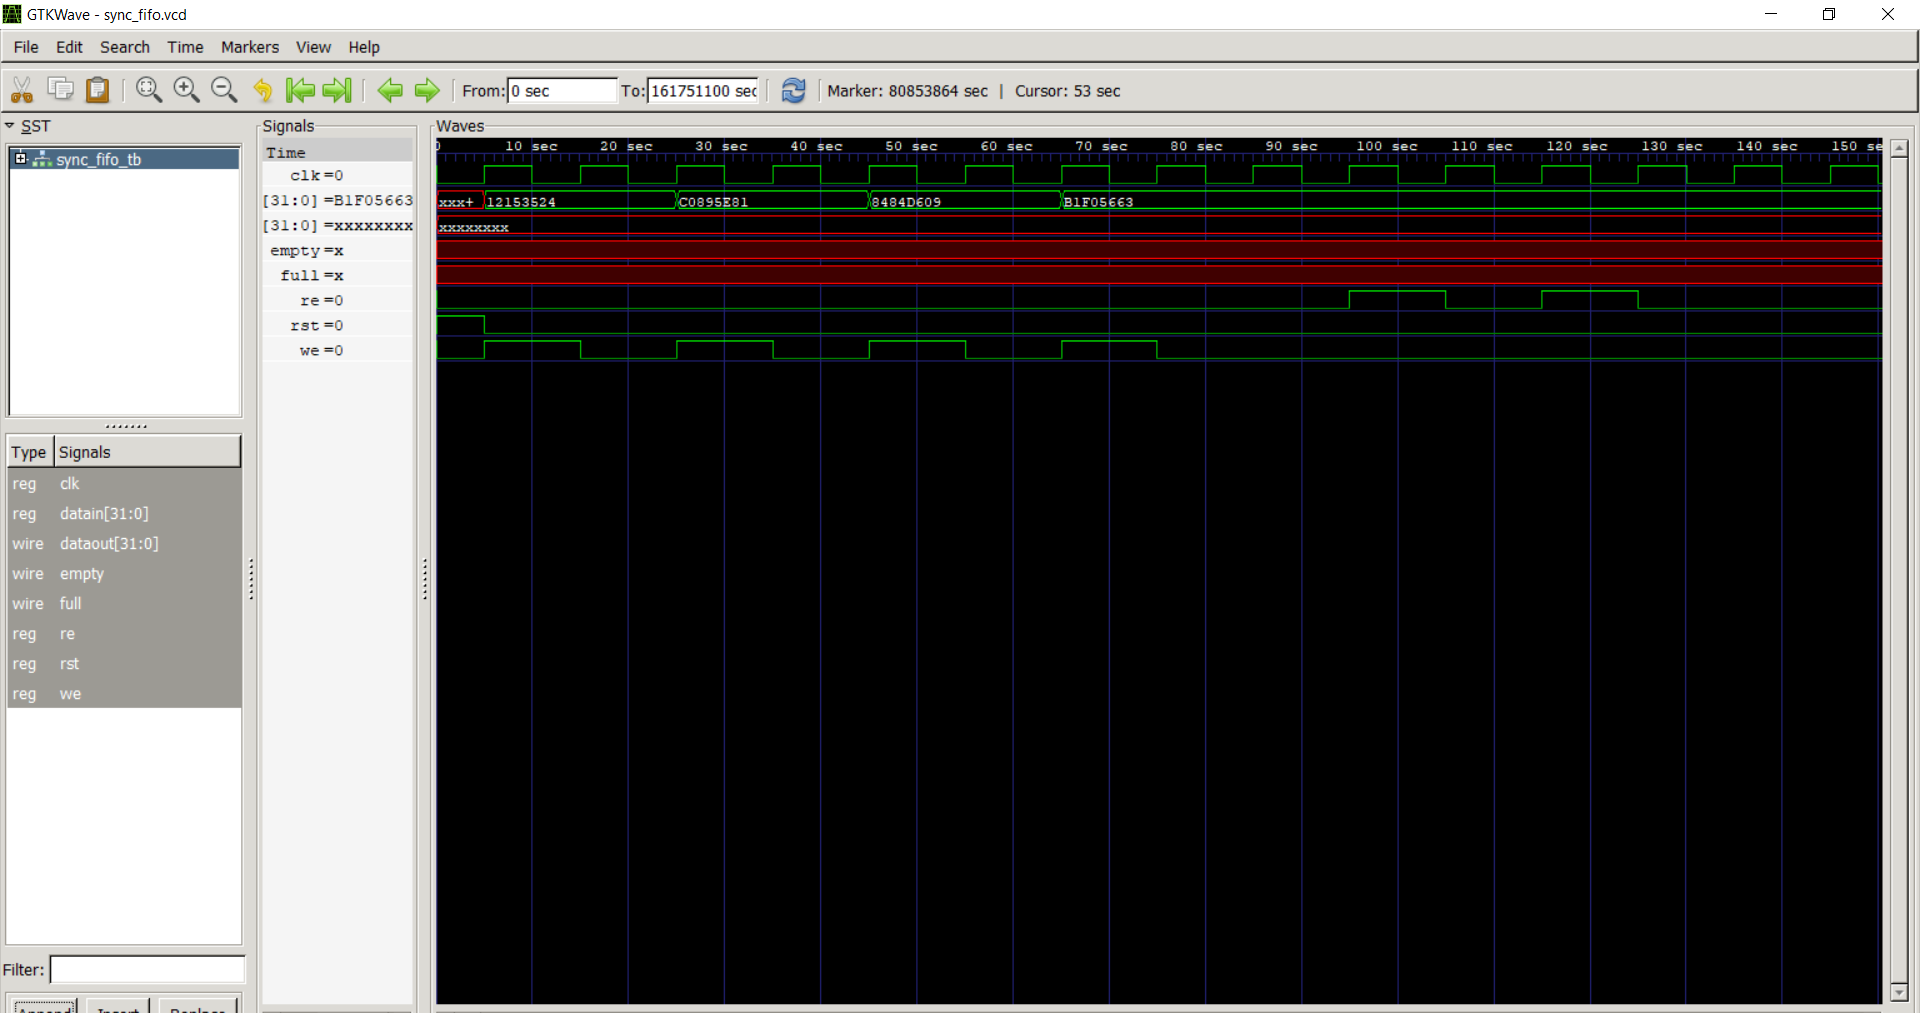 GTKWave - sync_fifo.vcd
File Edit Search Time Markers View Help
From: 0 sec To: 161751100 sec Marker: 80853864 sec | Cursor: 53 sec
SST
sync_fifo_tb
Type Signals
reg clk
reg datain[31:0]
wire dataout[31:0]
wire empty
wire full
reg re
reg rst
reg we
Filter:
Append Insert Replace
Signals
Time
clk=0
[31:0]=B1F05663
[31:0]=xxxxxxxx
empty=x
full=x
re=0
rst=0
we=0
Waves
0 10 sec 20 sec 30 sec 40 sec 50 sec 60 sec 70 sec 80 sec 90 sec 100 sec 110 sec 120 sec 130 sec 140 sec 150 se
xxx+ 12153524 C0895E81 8484D609 B1F05663
xxxxxxxx